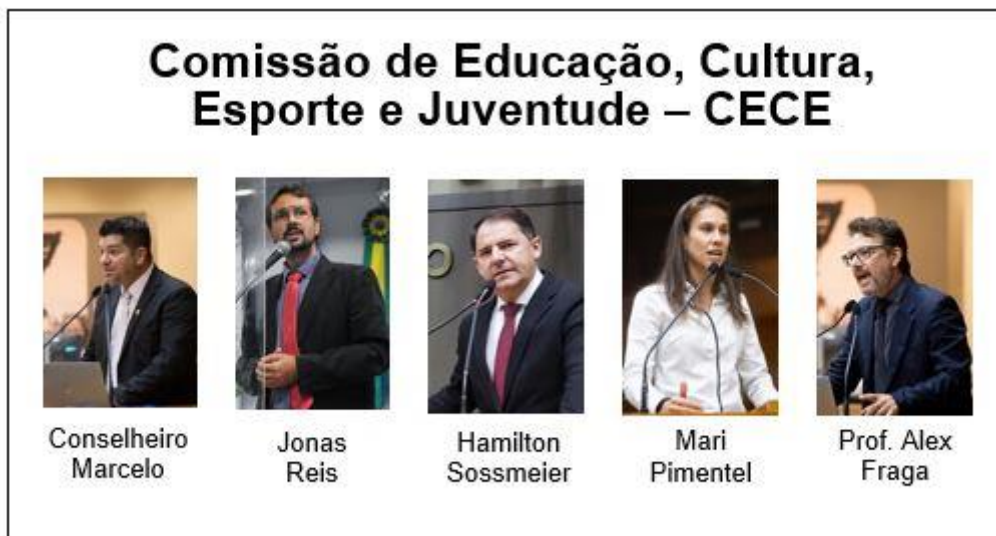 Comissão de Educação, Cultura,
Esporte e Juventude – CECE
Conselheiro
Marcelo
Jonas
Reis
Hamilton
Sossmeier
Mari
Pimentel
Prof. Alex
Fraga